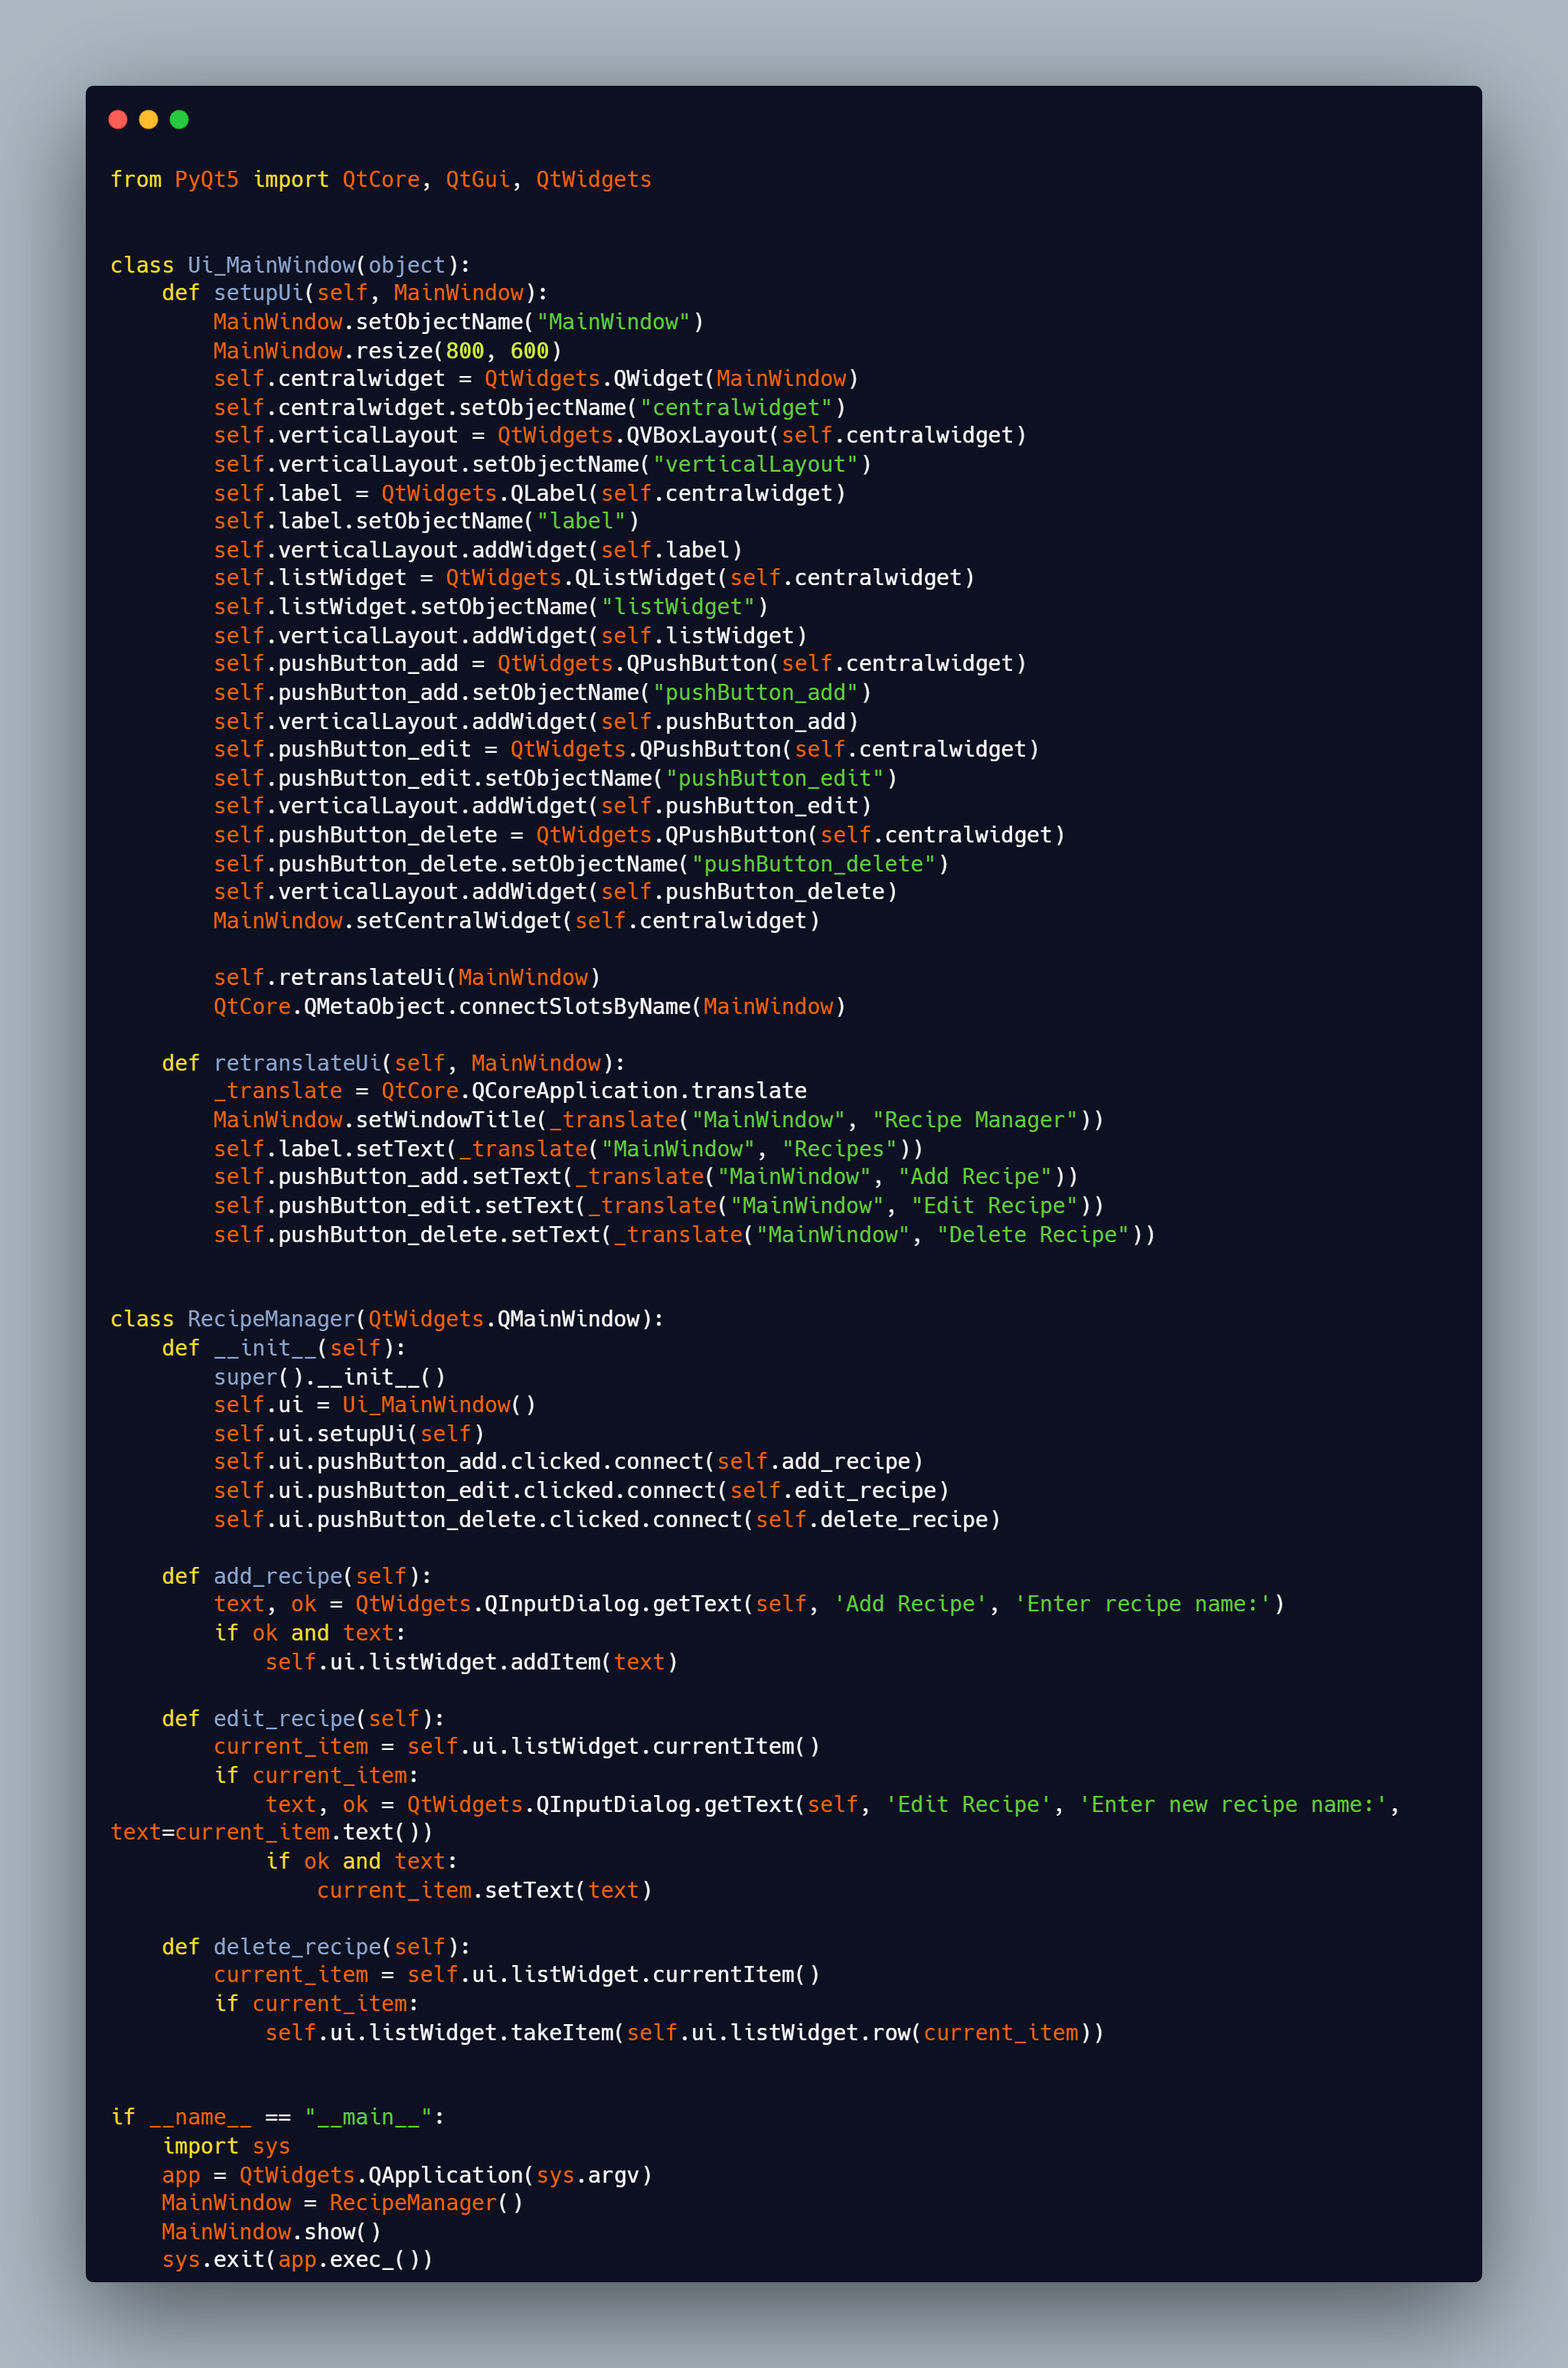 from PyQt5 import QtCore, QtGui, QtWidgets


class Ui_MainWindow(object):
    def setupUi(self, MainWindow):
        MainWindow.setObjectName("MainWindow")
        MainWindow.resize(800, 600)
        self.centralwidget = QtWidgets.QWidget(MainWindow)
        self.centralwidget.setObjectName("centralwidget")
        self.verticalLayout = QtWidgets.QVBoxLayout(self.centralwidget)
        self.verticalLayout.setObjectName("verticalLayout")
        self.label = QtWidgets.QLabel(self.centralwidget)
        self.label.setObjectName("label")
        self.verticalLayout.addWidget(self.label)
        self.listWidget = QtWidgets.QListWidget(self.centralwidget)
        self.listWidget.setObjectName("listWidget")
        self.verticalLayout.addWidget(self.listWidget)
        self.pushButton_add = QtWidgets.QPushButton(self.centralwidget)
        self.pushButton_add.setObjectName("pushButton_add")
        self.verticalLayout.addWidget(self.pushButton_add)
        self.pushButton_edit = QtWidgets.QPushButton(self.centralwidget)
        self.pushButton_edit.setObjectName("pushButton_edit")
        self.verticalLayout.addWidget(self.pushButton_edit)
        self.pushButton_delete = QtWidgets.QPushButton(self.centralwidget)
        self.pushButton_delete.setObjectName("pushButton_delete")
        self.verticalLayout.addWidget(self.pushButton_delete)
        MainWindow.setCentralWidget(self.centralwidget)

        self.retranslateUi(MainWindow)
        QtCore.QMetaObject.connectSlotsByName(MainWindow)

    def retranslateUi(self, MainWindow):
        _translate = QtCore.QCoreApplication.translate
        MainWindow.setWindowTitle(_translate("MainWindow", "Recipe Manager"))
        self.label.setText(_translate("MainWindow", "Recipes"))
        self.pushButton_add.setText(_translate("MainWindow", "Add Recipe"))
        self.pushButton_edit.setText(_translate("MainWindow", "Edit Recipe"))
        self.pushButton_delete.setText(_translate("MainWindow", "Delete Recipe"))


class RecipeManager(QtWidgets.QMainWindow):
    def __init__(self):
        super().__init__()
        self.ui = Ui_MainWindow()
        self.ui.setupUi(self)
        self.ui.pushButton_add.clicked.connect(self.add_recipe)
        self.ui.pushButton_edit.clicked.connect(self.edit_recipe)
        self.ui.pushButton_delete.clicked.connect(self.delete_recipe)

    def add_recipe(self):
        text, ok = QtWidgets.QInputDialog.getText(self, 'Add Recipe', 'Enter recipe name:')
        if ok and text:
            self.ui.listWidget.addItem(text)

    def edit_recipe(self):
        current_item = self.ui.listWidget.currentItem()
        if current_item:
            text, ok = QtWidgets.QInputDialog.getText(self, 'Edit Recipe', 'Enter new recipe name:',
text=current_item.text())
            if ok and text:
                current_item.setText(text)

    def delete_recipe(self):
        current_item = self.ui.listWidget.currentItem()
        if current_item:
            self.ui.listWidget.takeItem(self.ui.listWidget.row(current_item))


if __name__ == "__main__":
    import sys
    app = QtWidgets.QApplication(sys.argv)
    MainWindow = RecipeManager()
    MainWindow.show()
    sys.exit(app.exec_())